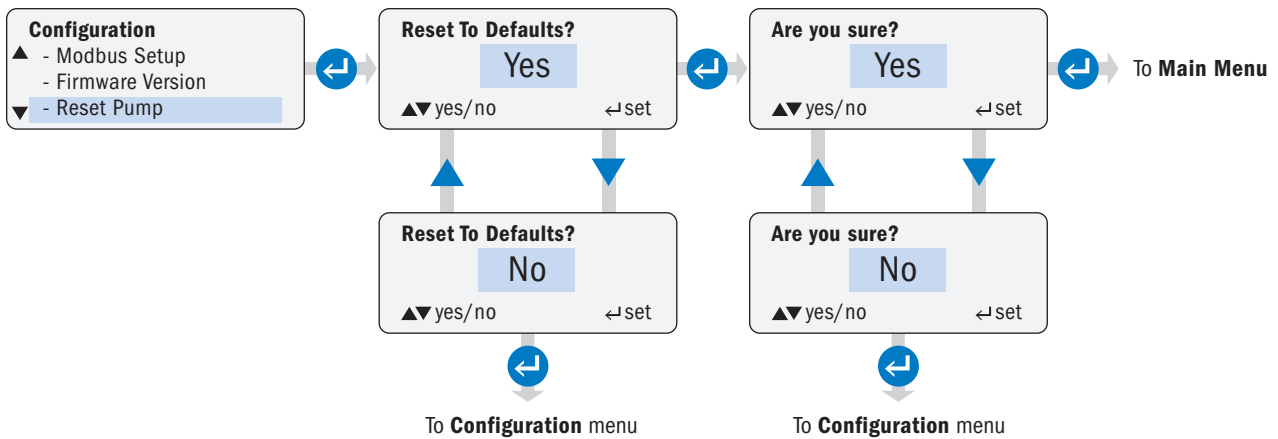 Configuration
- Modbus Setup
- Firmware Version
- Reset Pump
Reset To Defaults?
Yes
yes/no
set
Are you sure?
Yes
yes/no
set
To Main Menu
Reset To Defaults?
No
yes/no
set
Are you sure?
No
yes/no
set
To Configuration menu
To Configuration menu